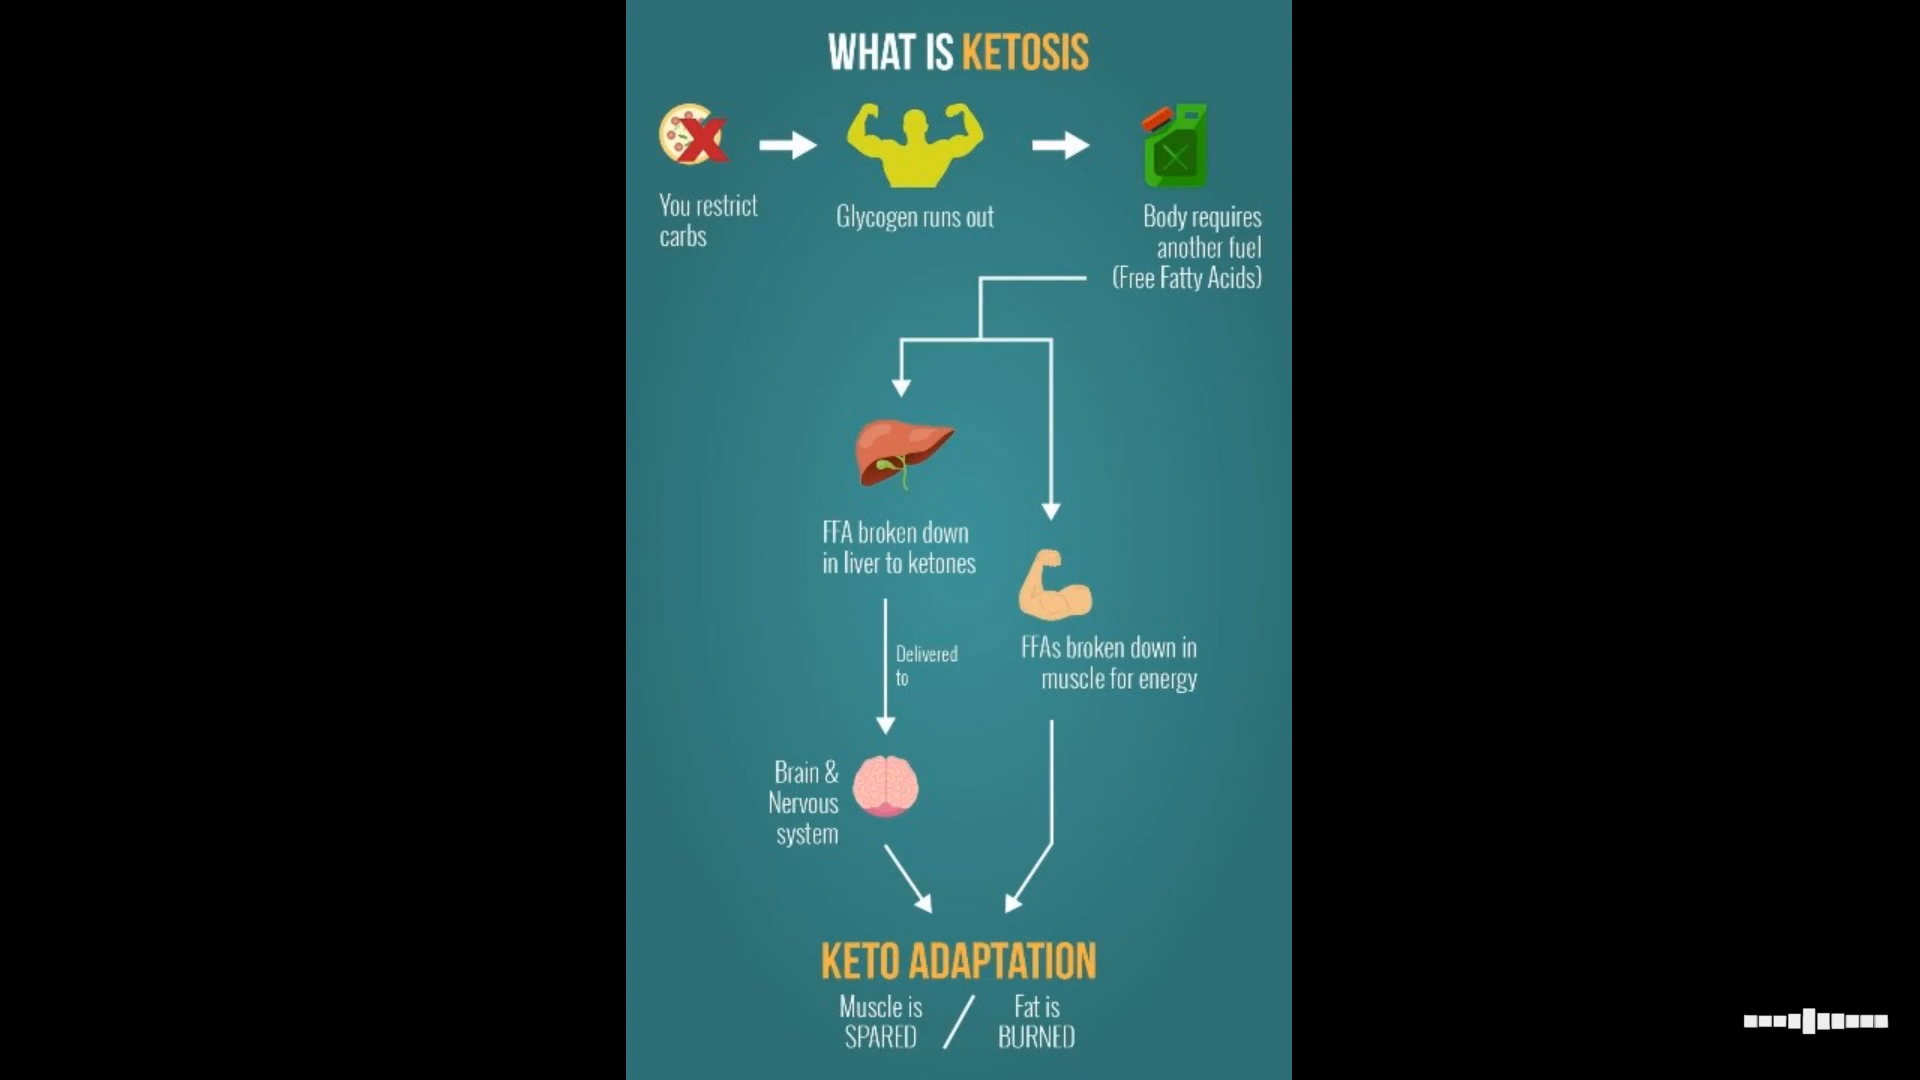 WHAT IS KETOSIS
You restrict
carbs
Glycogen runs out
Body requires
another fuel
(Free Fatty Acids)
FFA broken down
in liver to ketones
Delivered
to
FFAs broken down in
muscle for energy
Brain &
Nervous
system
KETO ADAPTATION
Muscle is
SPARED
Fat is
BURNED